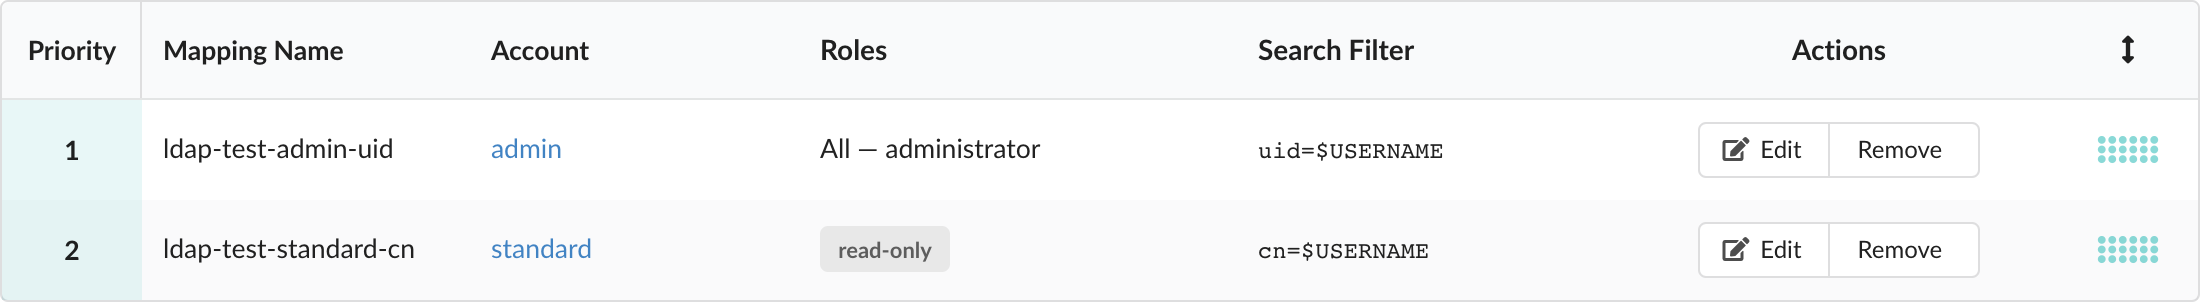 Priority Mapping Name Account Roles Search Filter Actions
1 ldap-test-admin-uid admin All — administrator uid=$USERNAME Edit Remove
2 ldap-test-standard-cn standard read-only cn=$USERNAME Edit Remove